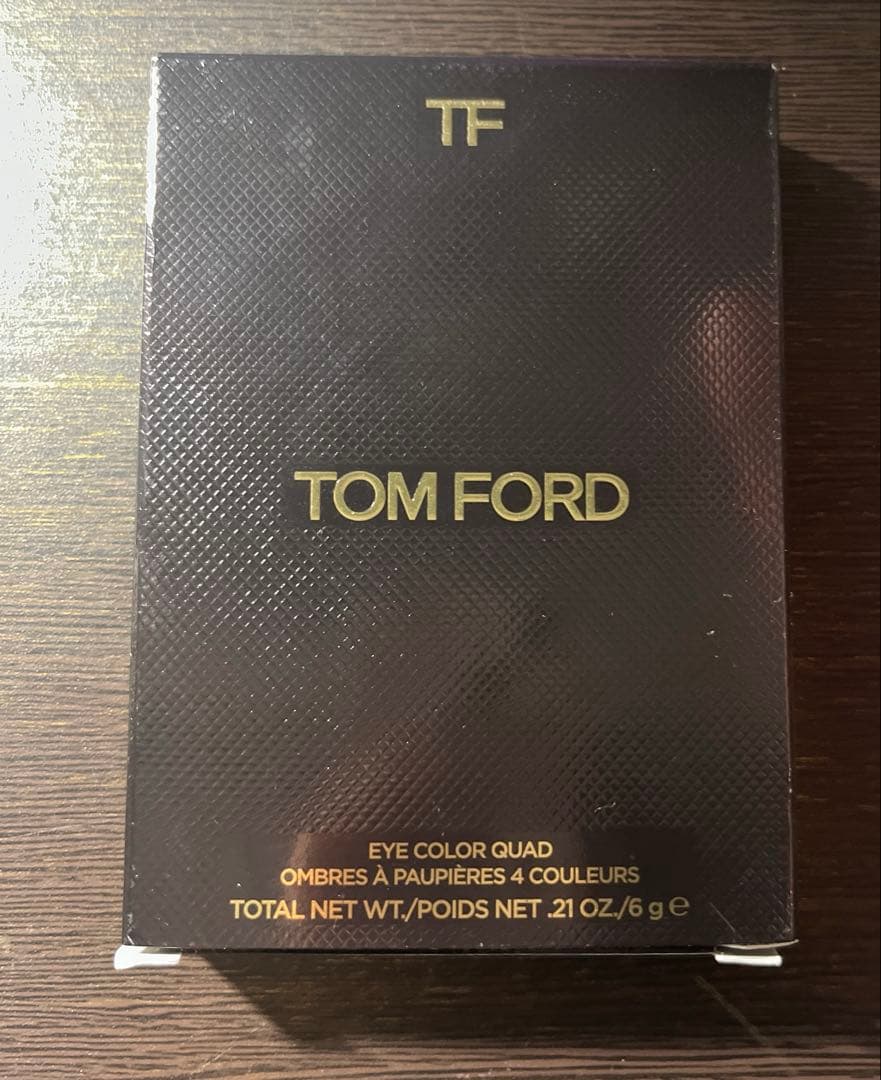 TF
TOM FORD
EYE COLOR QUAD
OMBRES À PAUPIÈRES 4 COULEURS
TOTAL NET WT./POIDS NET .21 OZ./6 g ℮